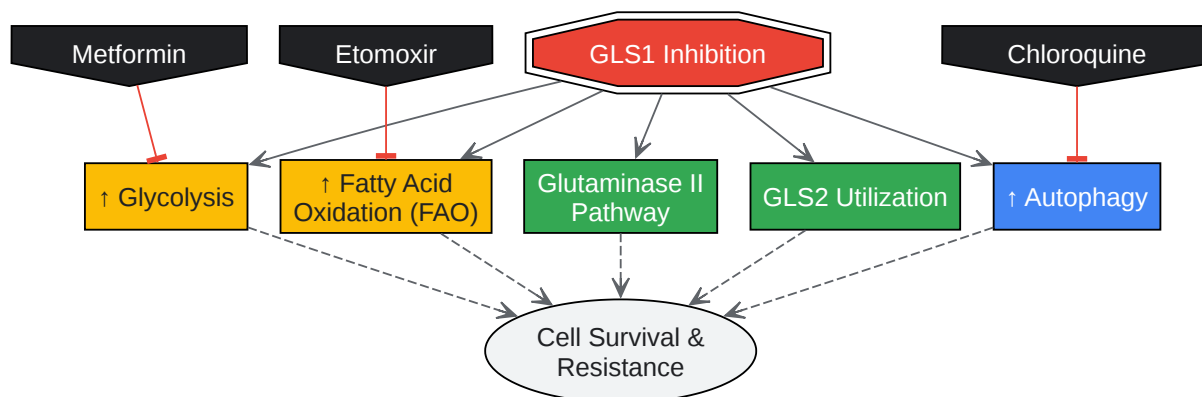 Metformin
Etomoxir
GLS1 Inhibition
Chloroquine
↑ Glycolysis
↑ Fatty Acid
Oxidation (FAO)
Glutaminase II
Pathway
GLS2 Utilization
↑ Autophagy
Cell Survival &
Resistance